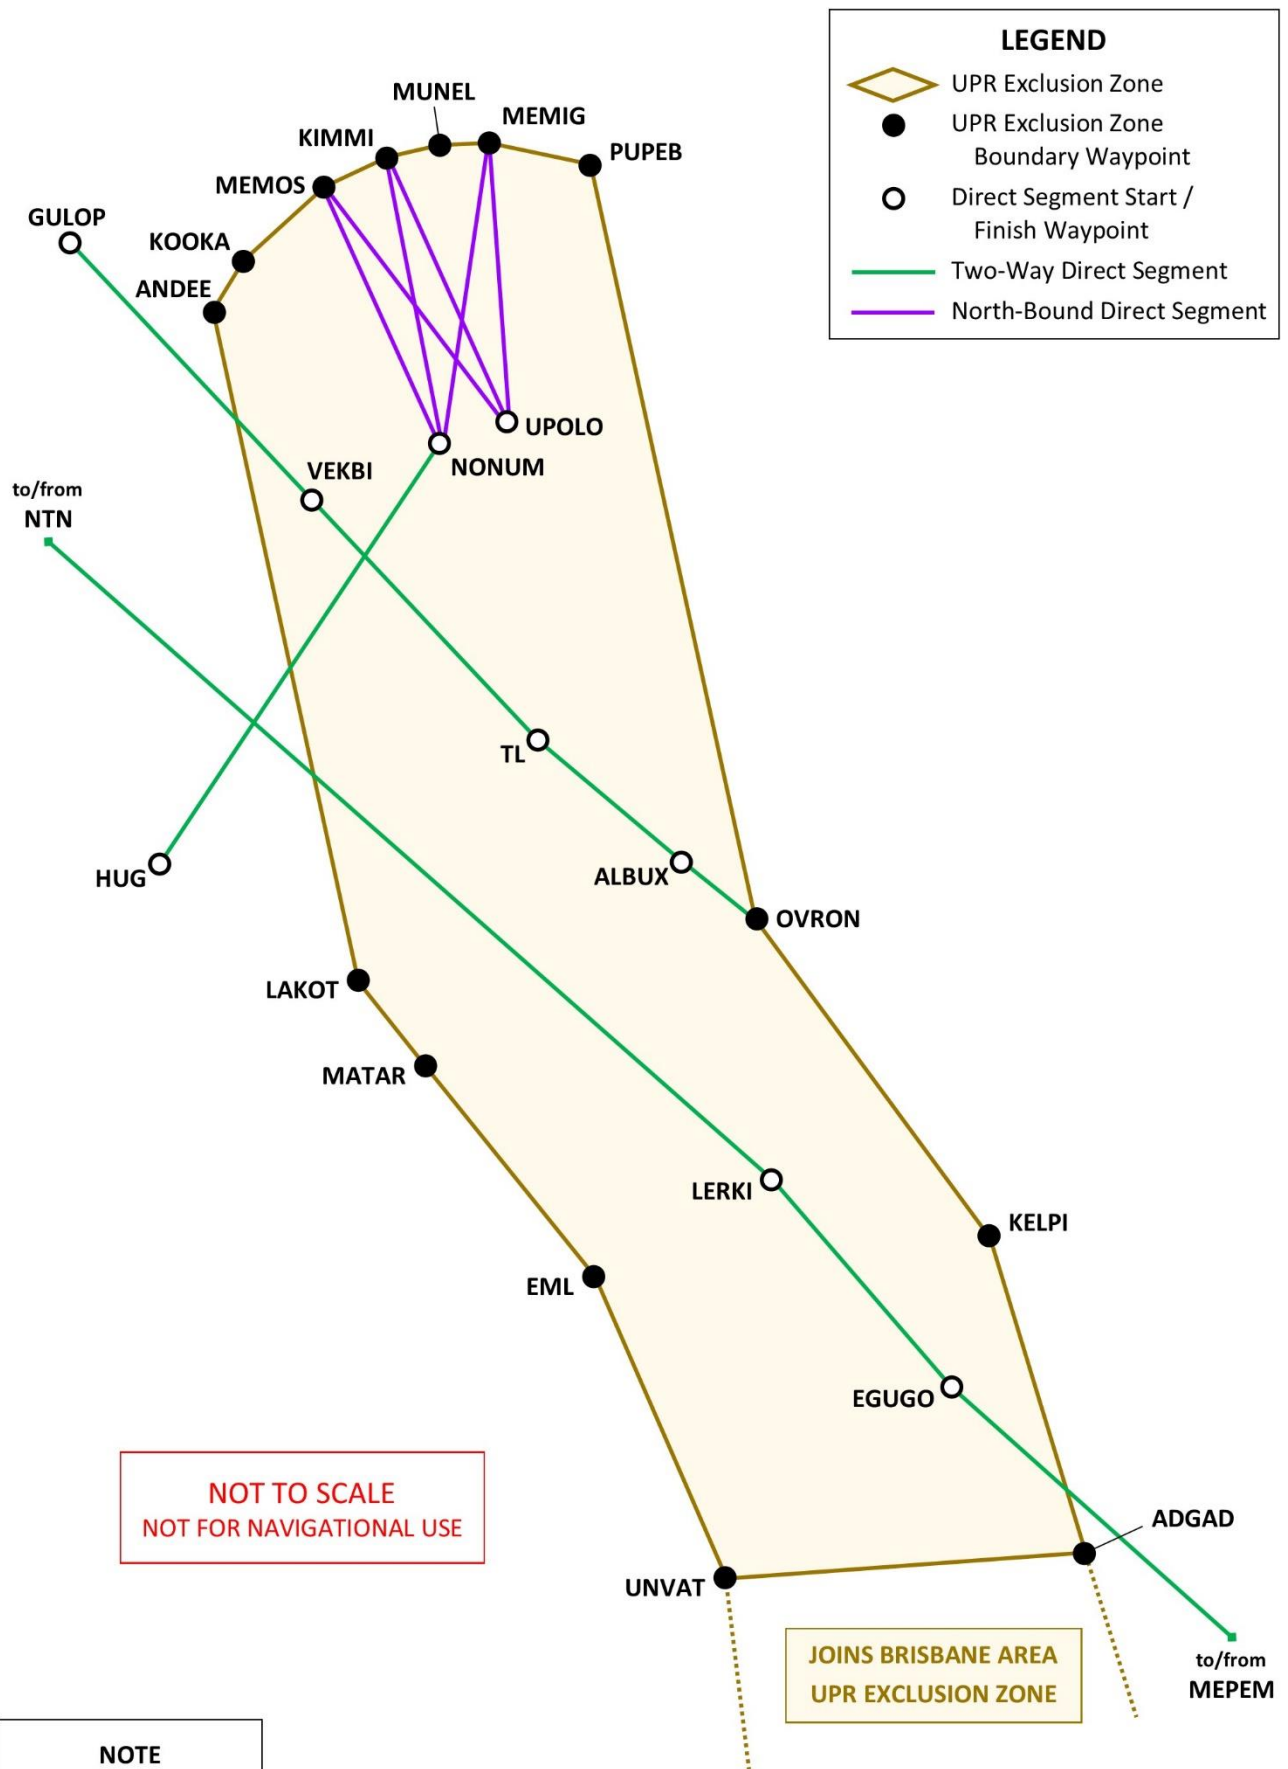 LEGEND
UPR Exclusion Zone
UPR Exclusion Zone
Boundary Waypoint
Direct Segment Start /
Finish Waypoint
Two-Way Direct Segment
North-Bound Direct Segment
MUNEL
MEMIG
KIMMI
PUPEB
MEMOS
GULOP
KOOKA
ANDEE
UPOLO
NONUM
VEKBI
to/from
NTN
TL
HUG
ALBUX
OVRON
LAKOT
MATAR
LERKI
KELPI
EML
EGUGO
NOT TO SCALE
NOT FOR NAVIGATIONAL USE
ADGAD
UNVAT
JOINS BRISBANE AREA
UPR EXCLUSION ZONE
to/from
MEPEM
NOTE